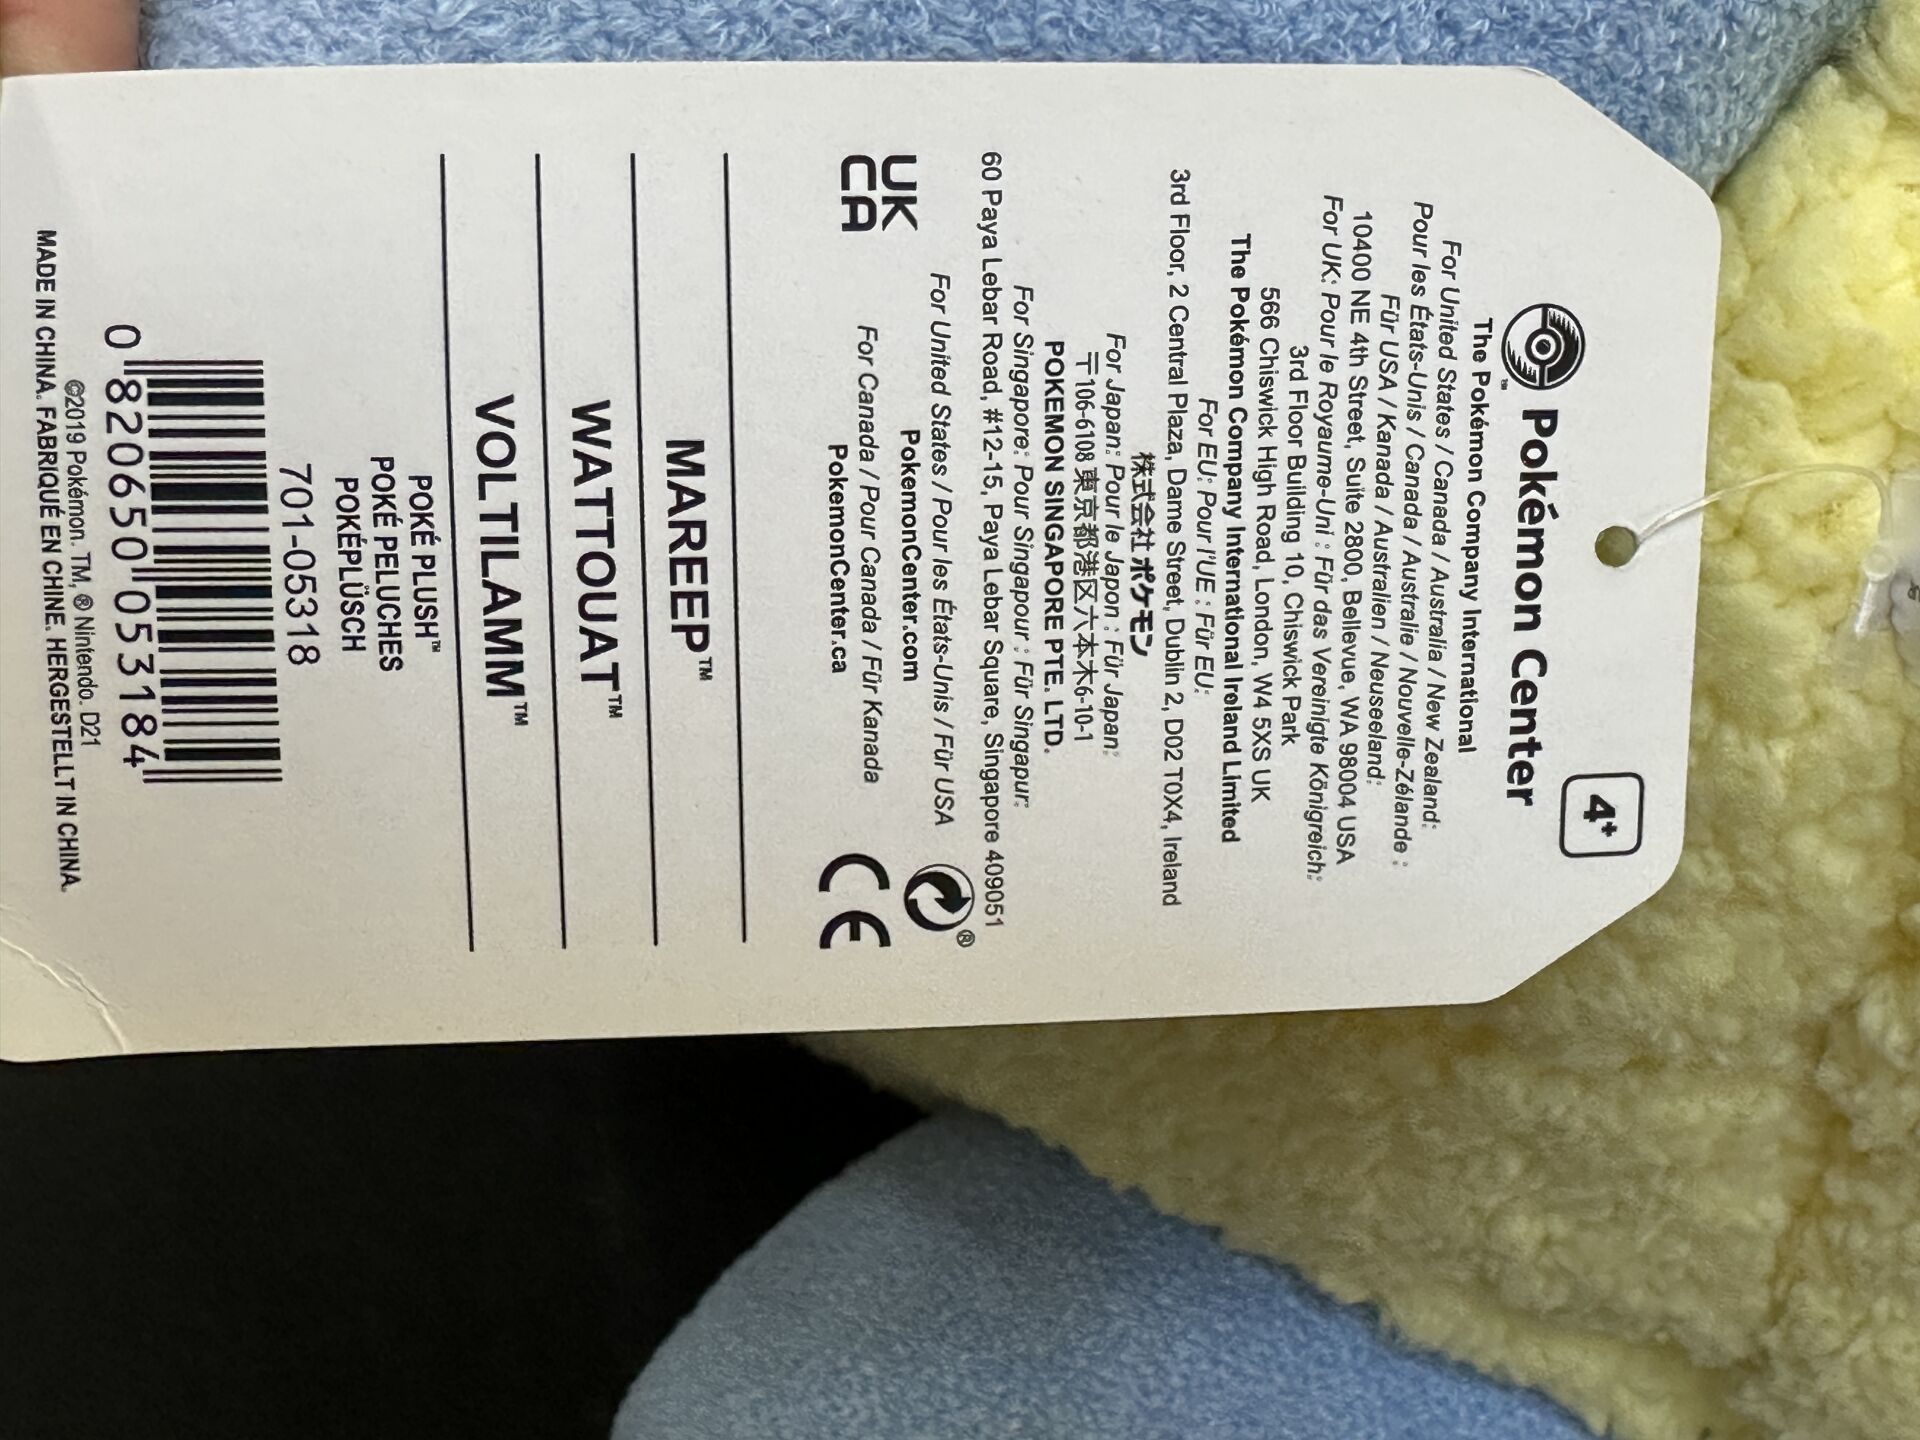 4+
Pokémon Center
The Pokémon Company International
For United States / Canada / Australia / New Zealand:
Pour les États-Unis / Canada / Australie / Nouvelle-Zélande :
Für USA / Kanada / Australien / Neuseeland:
10400 NE 4th Street, Suite 2800, Bellevue, WA 98004 USA
For UK: Pour le Royaume-Uni : Für das Vereinigte Königreich:
3rd Floor Building 10, Chiswick Park
566 Chiswick High Road, London, W4 5XS UK
The Pokémon Company International Ireland Limited
For EU: Pour l'UE : Für EU:
3rd Floor, 2 Central Plaza, Dame Street, Dublin 2, D02 T0X4, Ireland
株式会社ポケモン
For Japan: Pour le Japon : Für Japan:
〒106-6108 東京都港区六本木6-10-1
POKEMON SINGAPORE PTE. LTD.
For Singapore: Pour Singapour : Für Singapur:
60 Paya Lebar Road, #12-15, Paya Lebar Square, Singapore 409051
For United States / Pour les États-Unis / Für USA
PokemonCenter.com
For Canada / Pour Canada / Für Kanada
PokemonCenter.ca
UK
CA
®
CE
MAREEP™
WATTOUAT™
VOLTILAMM™
POKÉ PLUSH™
POKÉ PELUCHES
POKÉPLÜSCH
701-05318
0 820650 053184
©2019 Pokémon. TM, ® Nintendo. D21
MADE IN CHINA. FABRIQUÉ EN CHINE. HERGESTELLT IN CHINA.